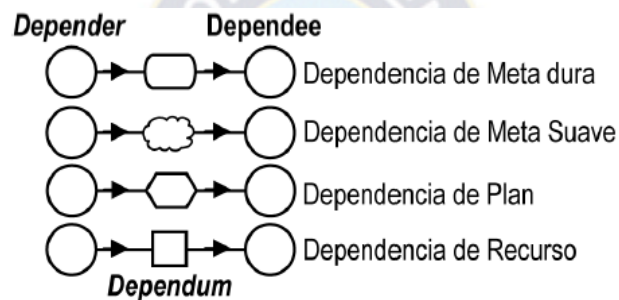 Depender Dependee
Dependencia de Meta dura
Dependencia de Meta Suave
Dependencia de Plan
Dependencia de Recurso
Dependum